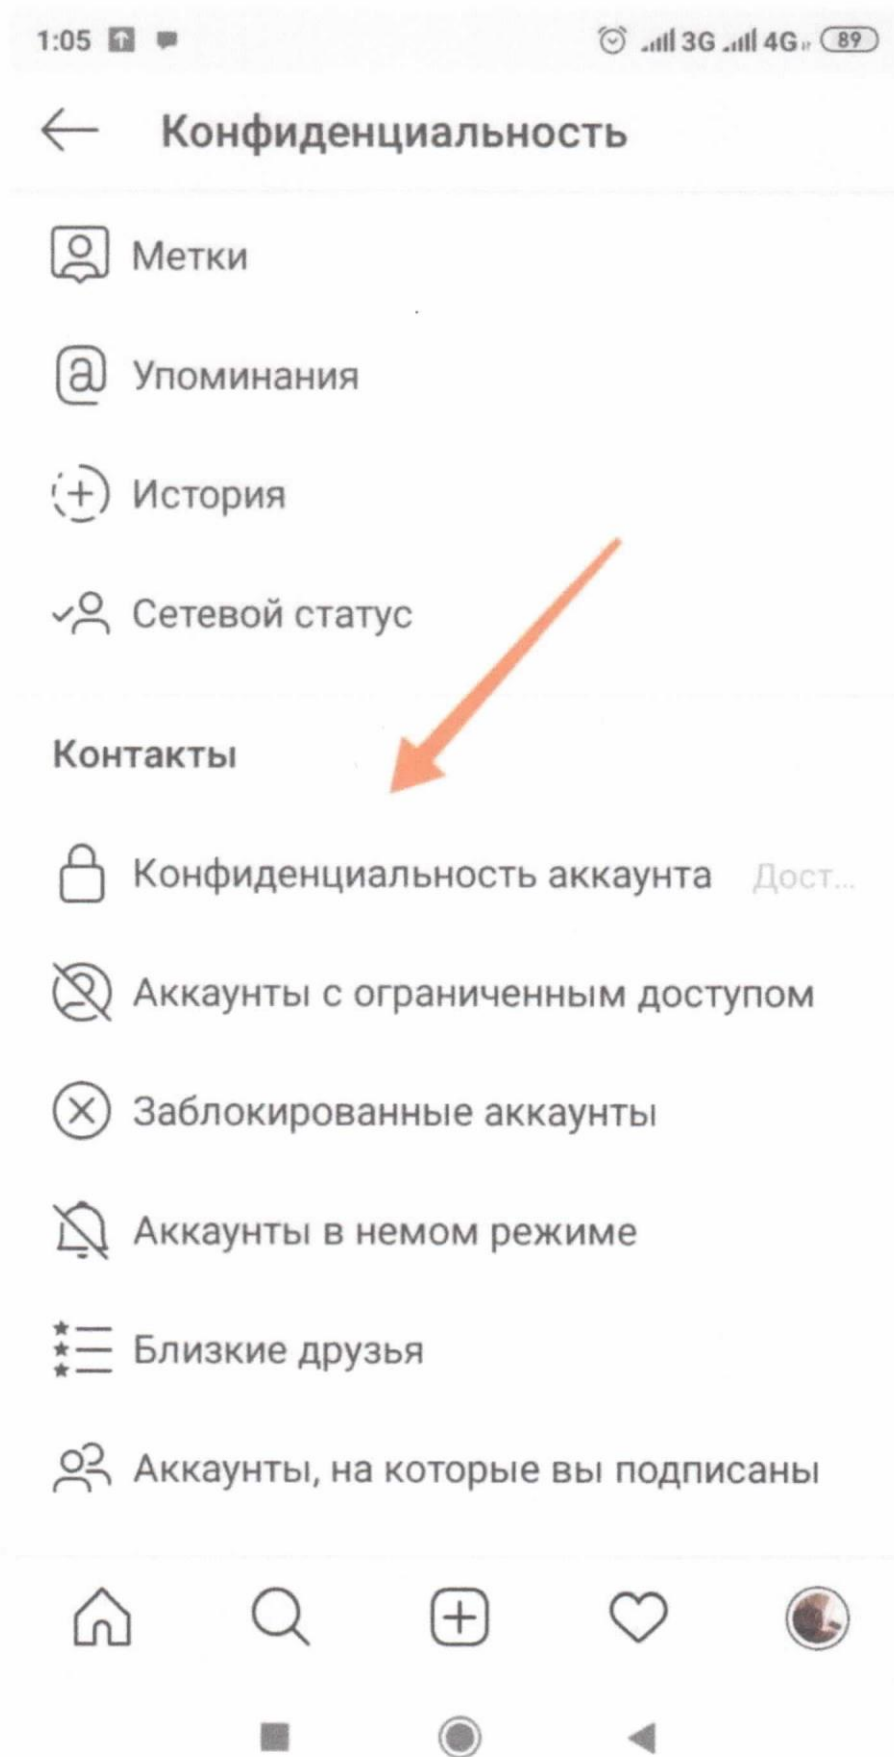 1:05 3G 4G 89
Конфиденциальность
Метки
Упоминания
История
Сетевой статус
Контакты
Конфиденциальность аккаунта Дост...
Аккаунты с ограниченным доступом
Заблокированные аккаунты
Аккаунты в немом режиме
Близкие друзья
Аккаунты, на которые вы подписаны